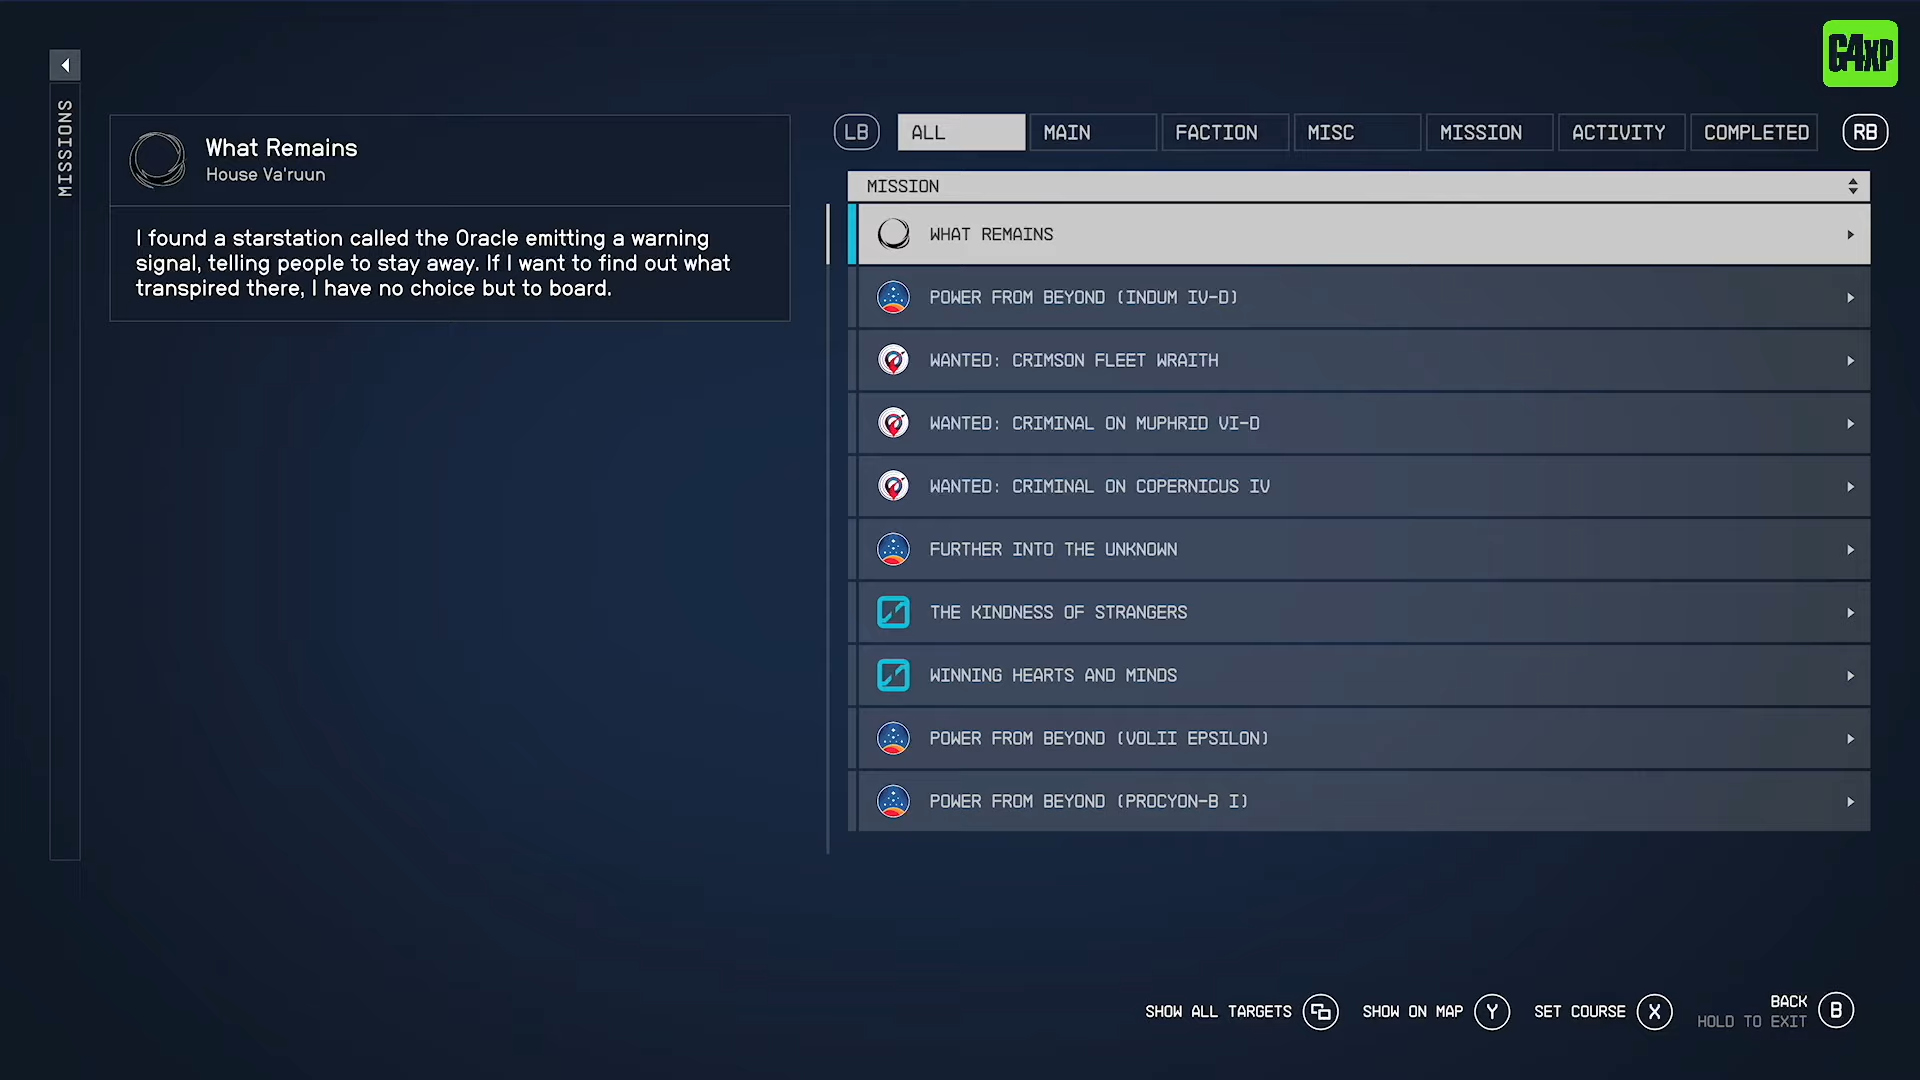 G4XP
MISSIONS
What Remains
House Va'ruun
I found a starstation called the Oracle emitting a warning
signal, telling people to stay away. If I want to find out what
transpired there, I have no choice but to board.
LB
ALL
MAIN
FACTION
MISC
MISSION
ACTIVITY
COMPLETED
RB
MISSION
WHAT REMAINS
POWER FROM BEYOND (INDUM IV-D)
WANTED: CRIMSON FLEET WRAITH
WANTED: CRIMINAL ON MUPHRID VI-D
WANTED: CRIMINAL ON COPERNICUS IV
FURTHER INTO THE UNKNOWN
THE KINDNESS OF STRANGERS
WINNING HEARTS AND MINDS
POWER FROM BEYOND (VOLII EPSILON)
POWER FROM BEYOND (PROCYON-B I)
SHOW ALL TARGETS
SHOW ON MAP Y
SET COURSE X
BACK B
HOLD TO EXIT